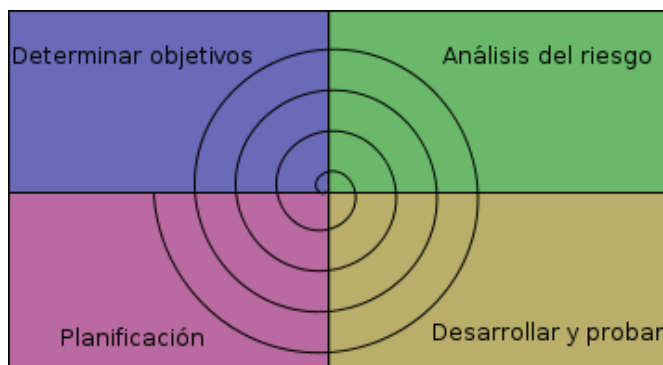 Determinar objetivos
Análisis del riesgo
Planificación
Desarrollar y probar